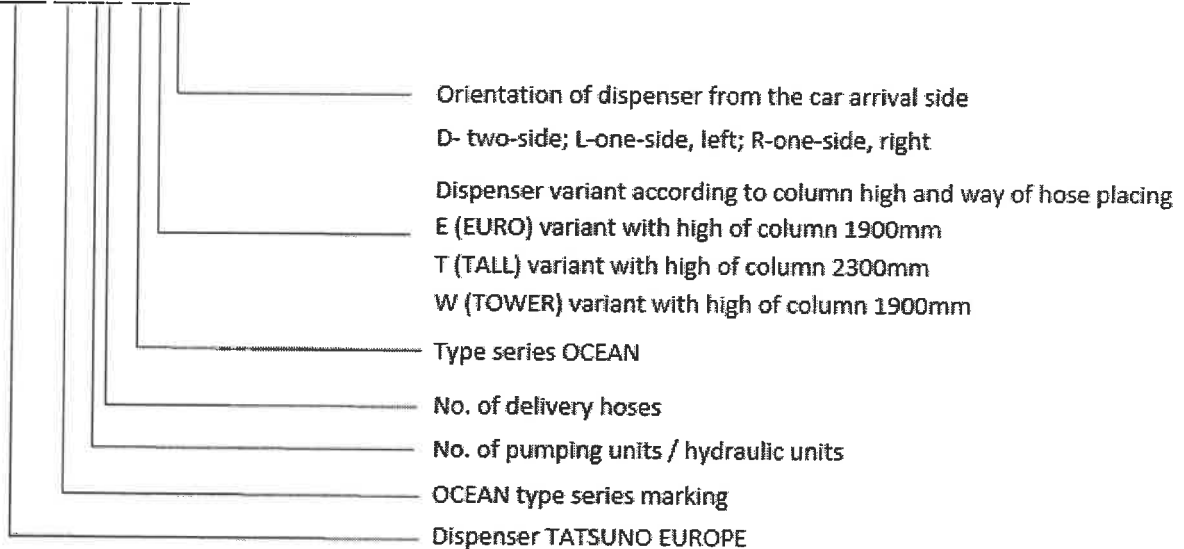 Orientation of dispenser from the car arrival side
D- two-side; L-one-side, left; R-one-side, right
Dispenser variant according to column high and way of hose placing
E (EURO) variant with high of column 1900mm
T (TALL) variant with high of column 2300mm
W (TOWER) variant with high of column 1900mm
Type series OCEAN
No. of delivery hoses
No. of pumping units / hydraulic units
OCEAN type series marking
Dispenser TATSUNO EUROPE